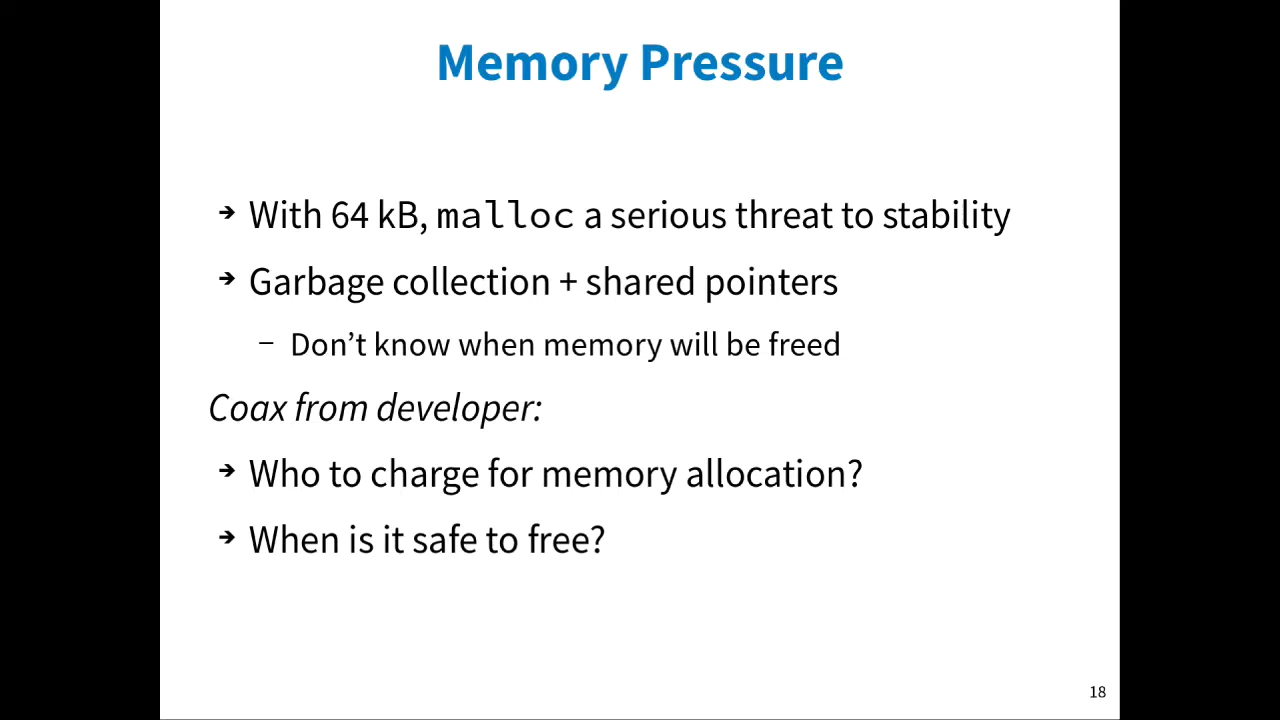 Memory Pressure
➔ With 64 kB, malloc a serious threat to stability
➔ Garbage collection + shared pointers
– Don’t know when memory will be freed
Coax from developer:
➔ Who to charge for memory allocation?
➔ When is it safe to free?
18